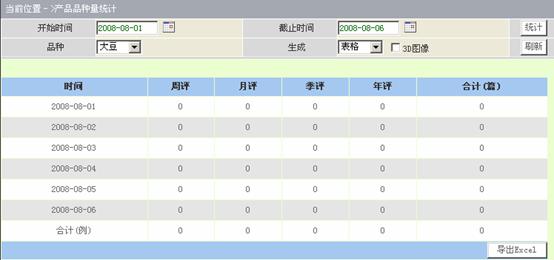 当前位置－＞产品品种量统计
开始时间 2008-08-01 截止时间 2008-08-06 统计
品种 大豆 生成 表格 3D图像 刷新
时间 周评 月评 季评 年评 合计(篇)
2008-08-01 0 0 0 0 0
2008-08-02 0 0 0 0 0
2008-08-03 0 0 0 0 0
2008-08-04 0 0 0 0 0
2008-08-05 0 0 0 0 0
2008-08-06 0 0 0 0 0
合计(例) 0 0 0 0 0
导出Excel